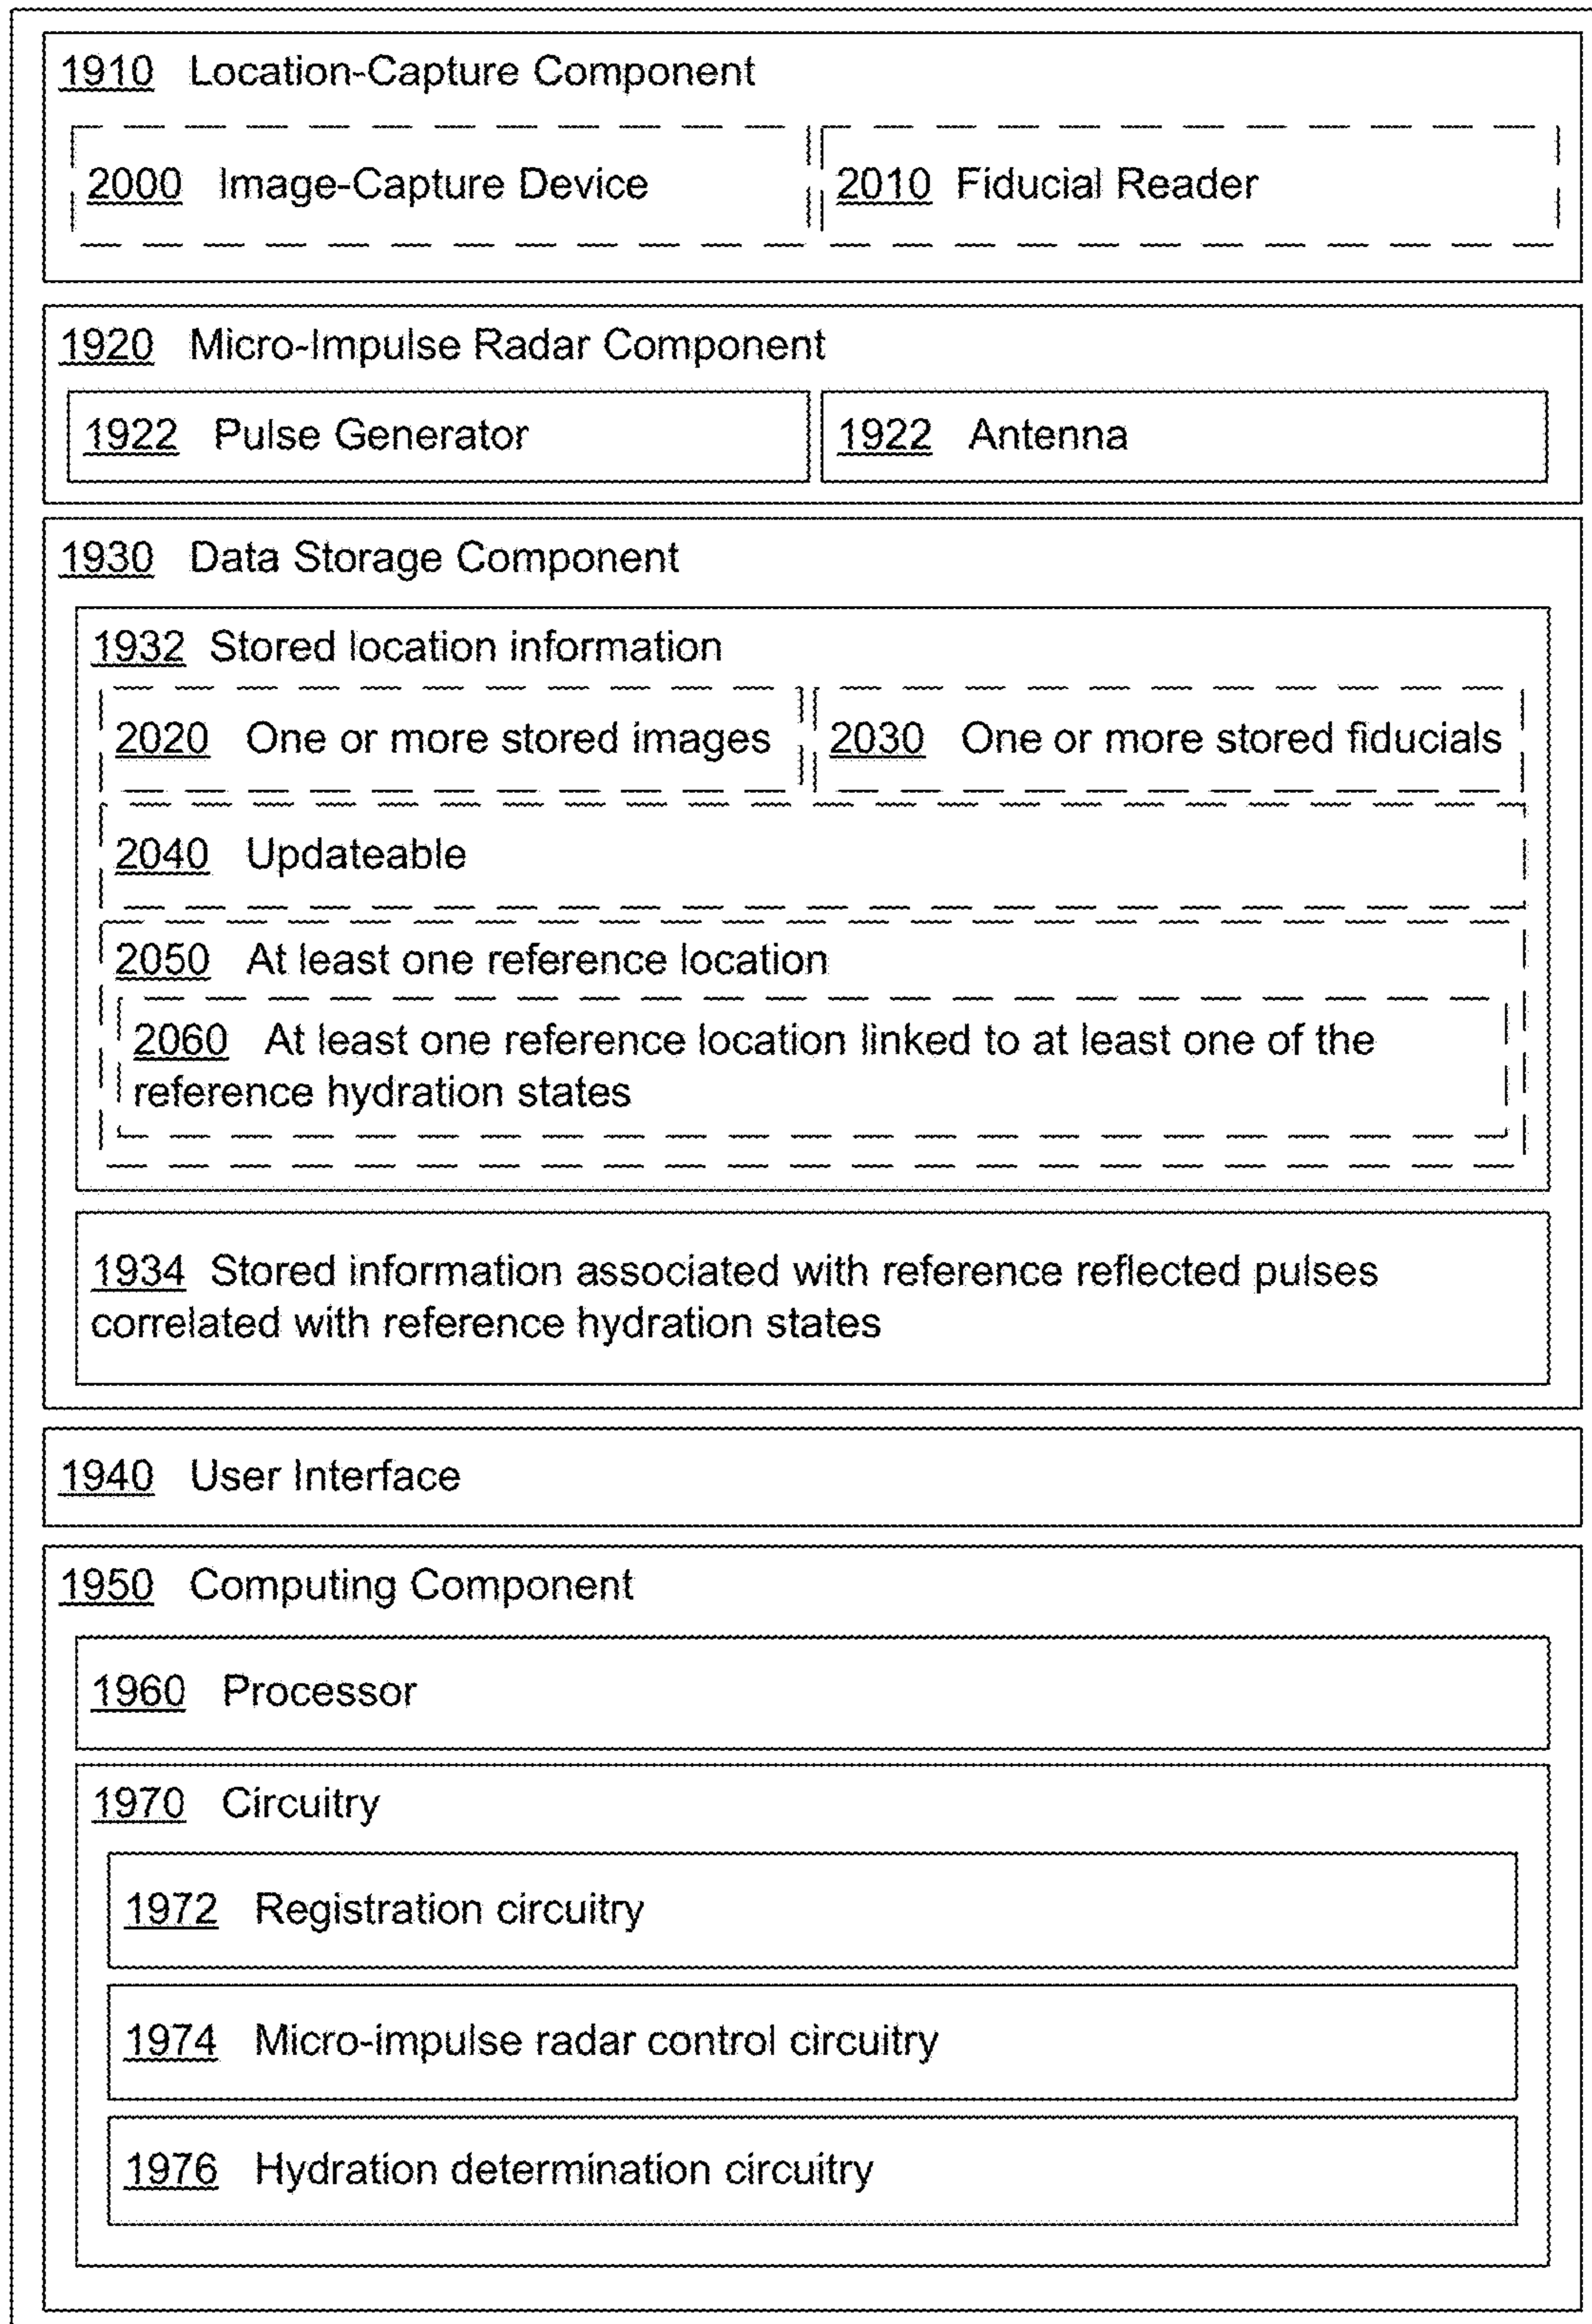 1910 Location-Capture Component
2000 Image-Capture Device
2010 Fiducial Reader
1920 Micro-Impulse Radar Component
1922 Pulse Generator
1922 Antenna
1930 Data Storage Component
1932 Stored location information
2020 One or more stored images
2030 One or more stored fiducials
2040 Updateable
2050 At least one reference location
2060 At least one reference location linked to at least one of the
reference hydration states
1934 Stored information associated with reference reflected pulses
correlated with reference hydration states
1940 User Interface
1950 Computing Component
1960 Processor
1970 Circuitry
1972 Registration circuitry
1974 Micro-impulse radar control circuitry
1976 Hydration determination circuitry